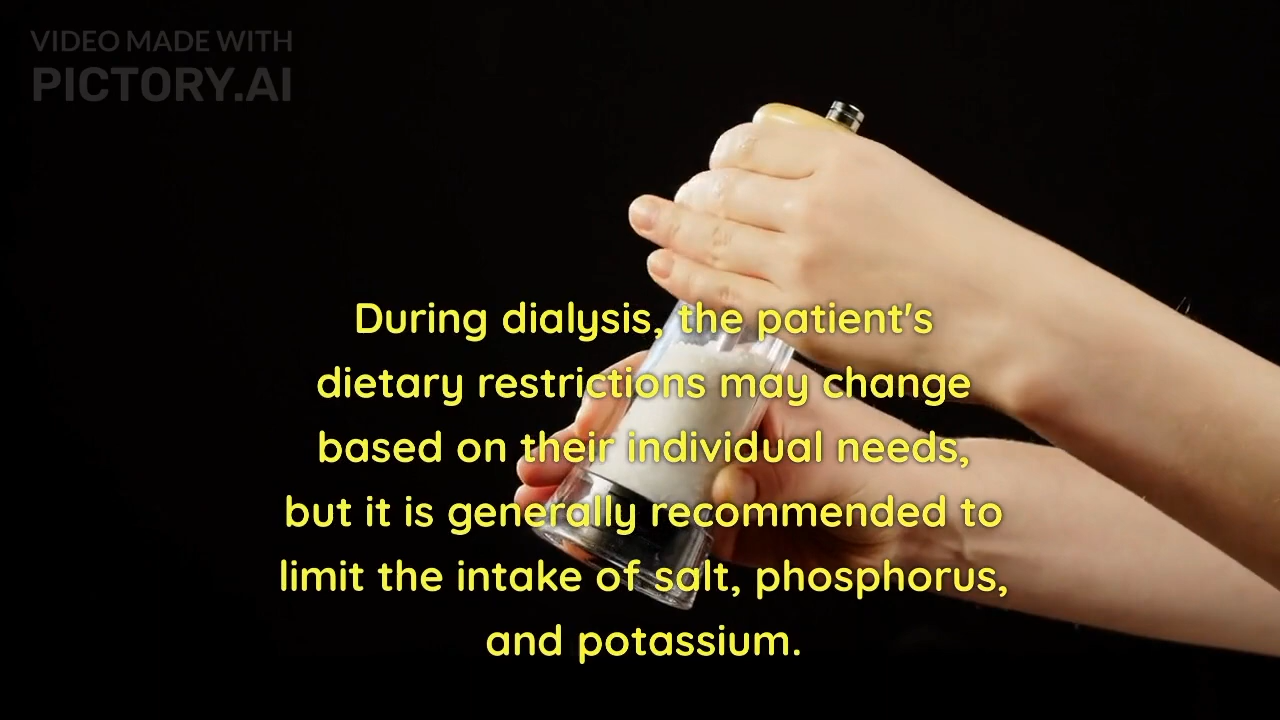 VIDEO MADE WITH
PICTORY.AI
During dialysis, the patient's
dietary restrictions may change
based on their individual needs,
but it is generally recommended to
limit the intake of salt, phosphorus,
and potassium.